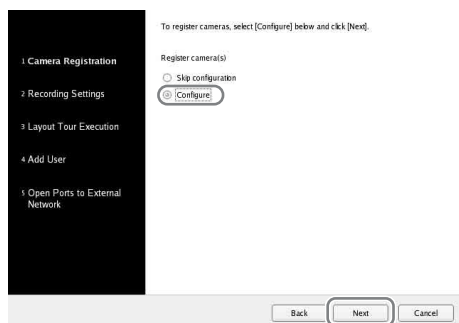 To register cameras, select [Configure] below and click [Next].
1 Camera Registration
2 Recording Settings
3 Layout Tour Execution
4 Add User
5 Open Ports to External
Network
Register camera(s)
Skip configuration
Configure
Back Next Cancel